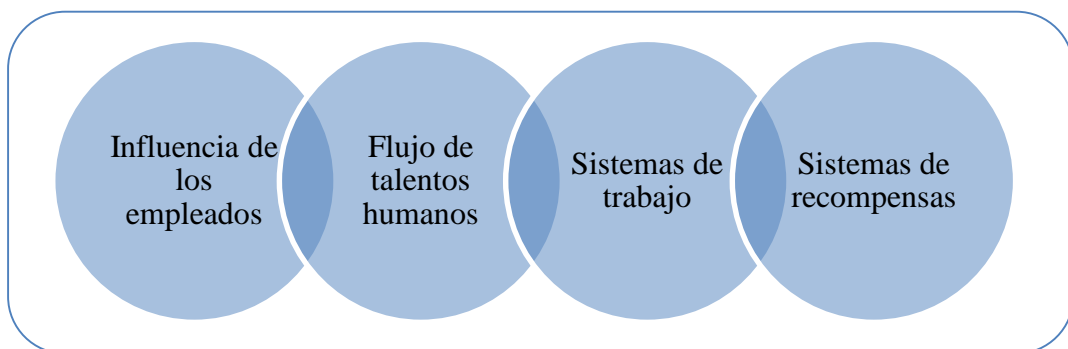 Influencia de
los
empleados
Flujo de
talentos
humanos
Sistemas de
trabajo
Sistemas de
recompensas